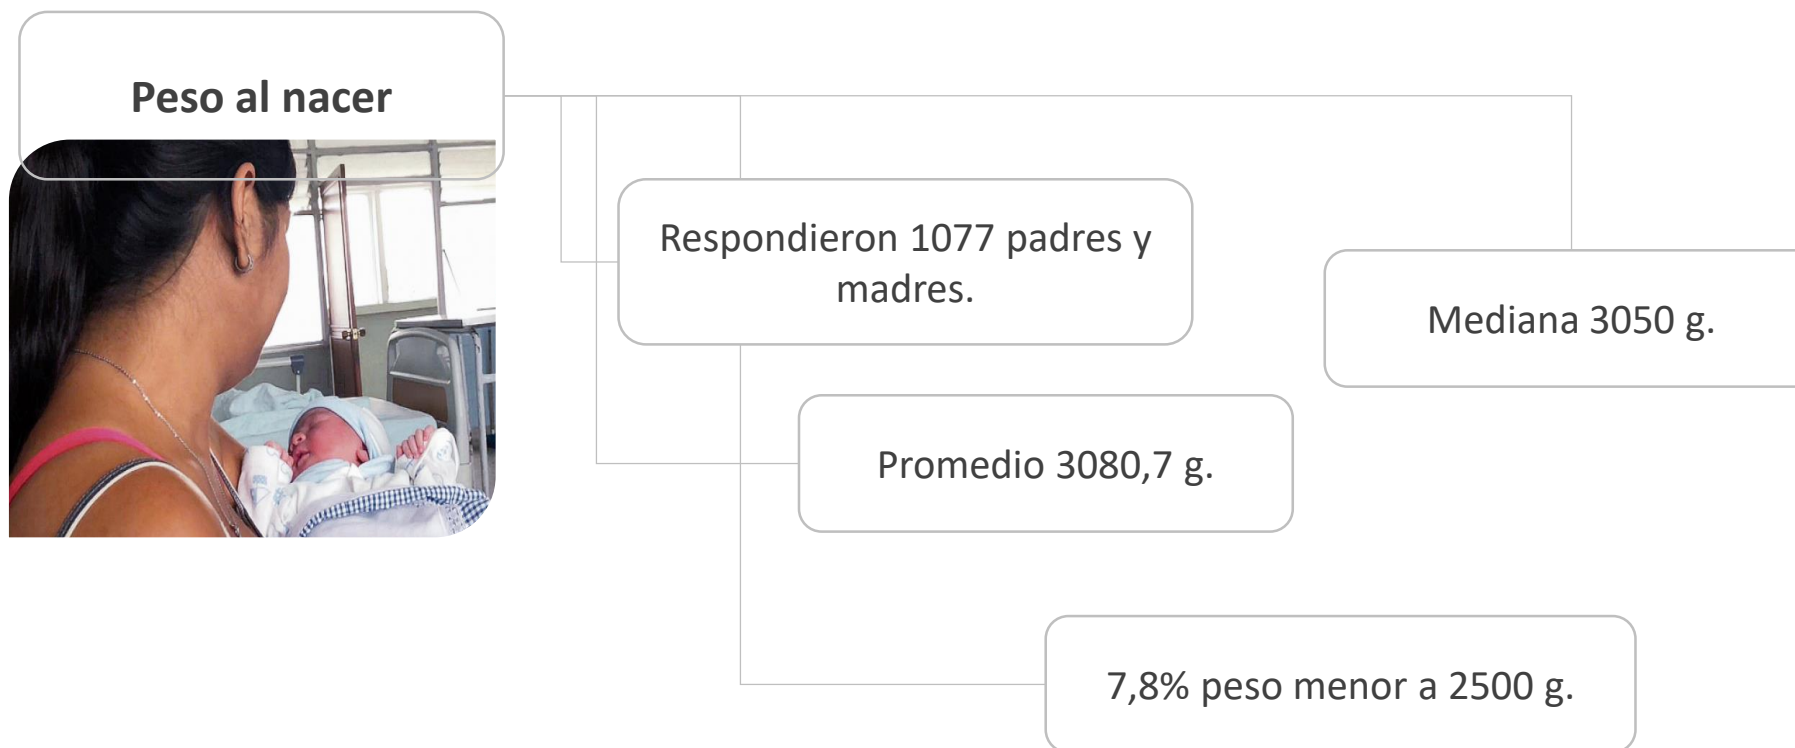 Peso al nacer
Respondieron 1077 padres y
madres.
Mediana 3050 g.
Promedio 3080,7 g.
7,8% peso menor a 2500 g.